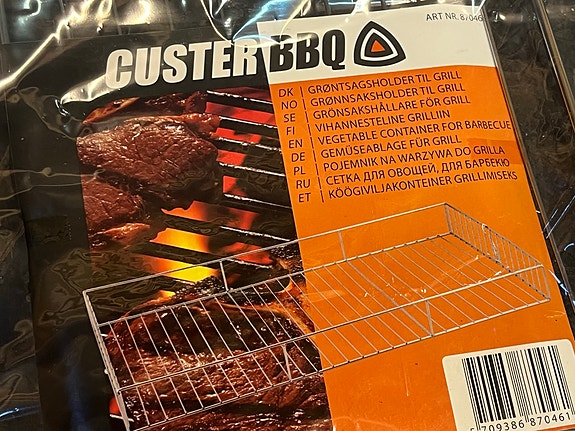 ART NR. 87046
CUSTER BBQ
DK | GRØNTSAGSHOLDER TIL GRILL
NO | GRØNNSAKSHOLDER TIL GRILL
SE | GRÖNSAKSHÅLLARE FÖR GRILL
FI | VIHANNESTELINE GRILLIIN
EN | VEGETABLE CONTAINER FOR BARBECUE
DE | GEMÜSEABLAGE FÜR GRILL
PL | POJEMNIK NA WARZYWA DO GRILLA
RU | СЕТКА ДЛЯ ОВОЩЕЙ, ДЛЯ БАРБЕКЮ
ET | KÖÖGIVILJAKONTEINER GRILLIMISEKS
5 709386 870461